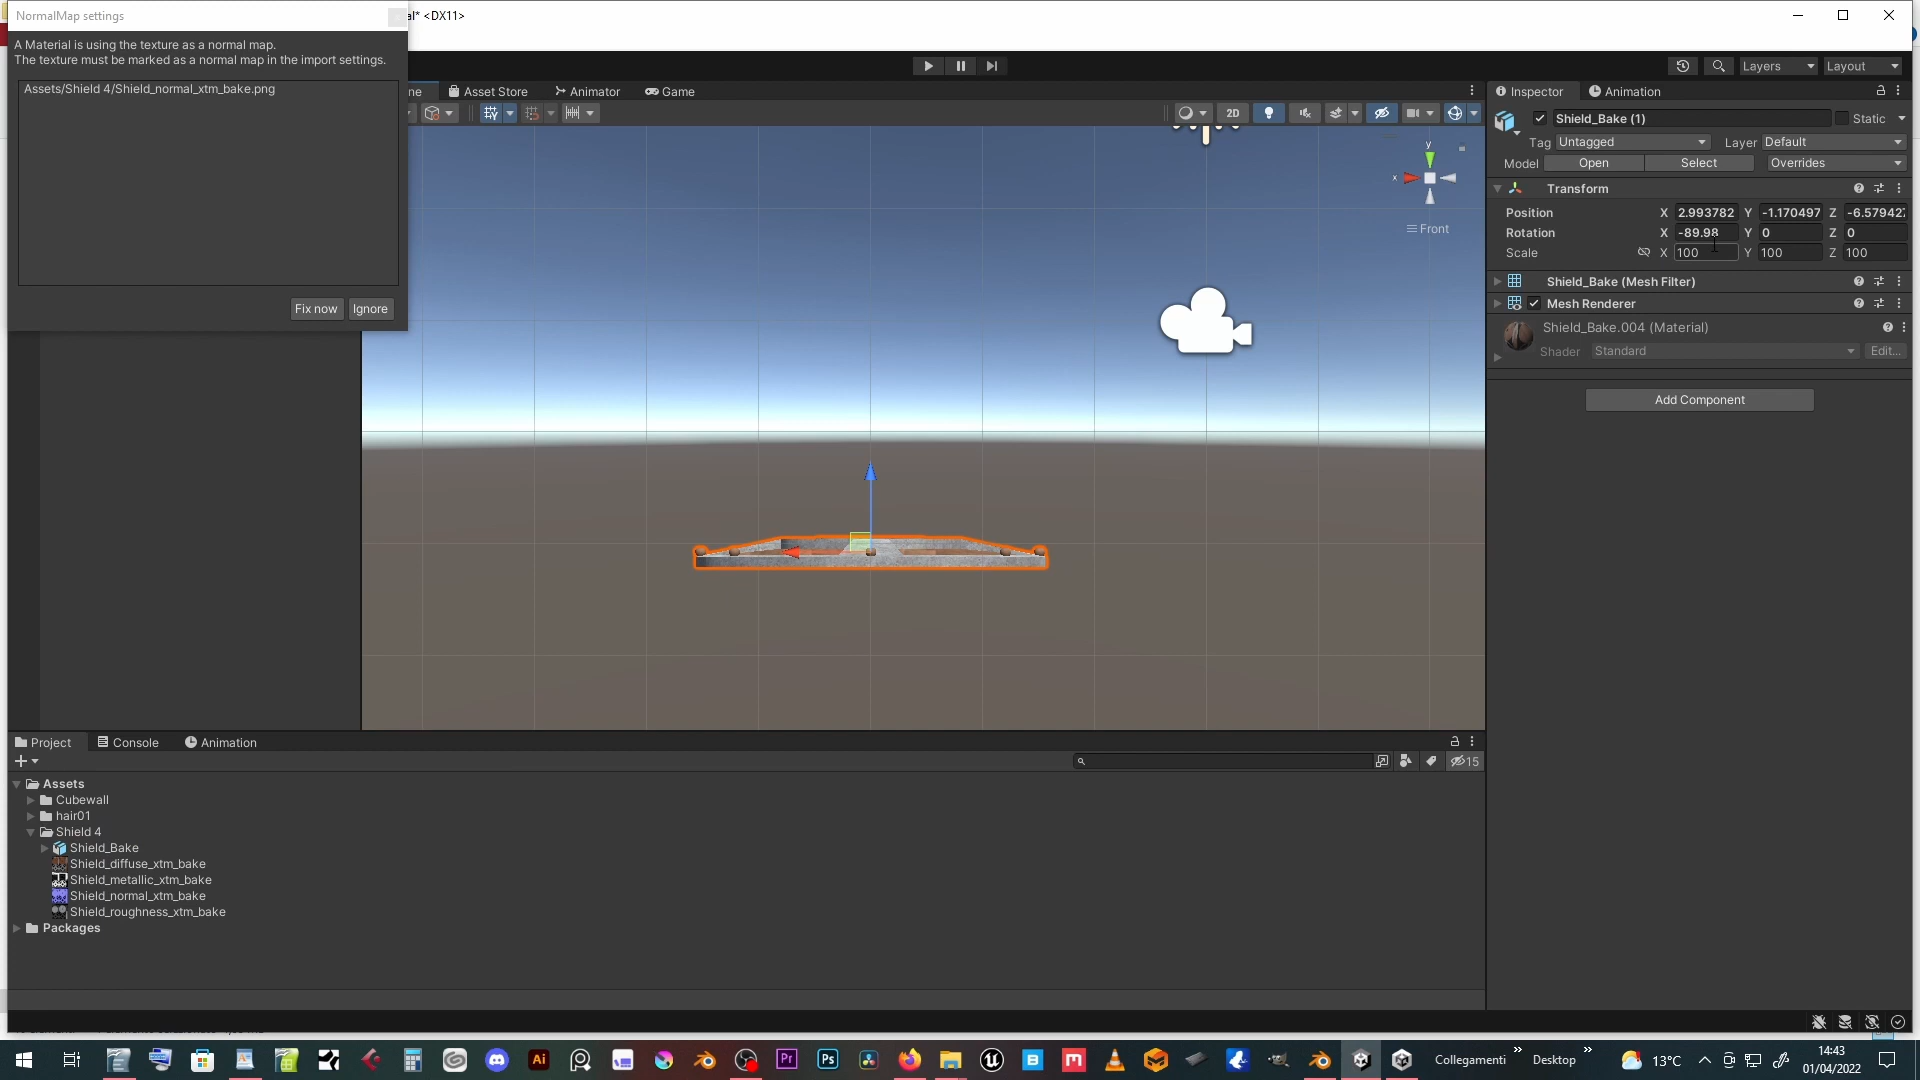 NormalMap settings
al* <DX11>
A Material is using the texture as a normal map.
The texture must be marked as a normal map in the import settings.
Assets/Shield 4/Shield_normal_xtm_bake.png
Fix now
Ignore
Layers
Layout
ne
Asset Store
Animator
Game
2D
y
x
Front
Inspector
Animation
Shield_Bake (1)
Static
Tag Untagged
Layer Default
Model Open Select Overrides
Transform
Position X 2.993782 Y -1.170497 Z -6.579427
Rotation X -89.98 Y 0 Z 0
Scale X 100 Y 100 Z 100
Shield_Bake (Mesh Filter)
Mesh Renderer
Shield_Bake.004 (Material)
Shader Standard Edit...
Add Component
Project
Console
Animation
15
Assets
Cubewall
hair01
Shield 4
Shield_Bake
Shield_diffuse_xtm_bake
Shield_metallic_xtm_bake
Shield_normal_xtm_bake
Shield_roughness_xtm_bake
Packages
Collegamenti
Desktop
13°C
14:43
01/04/2022